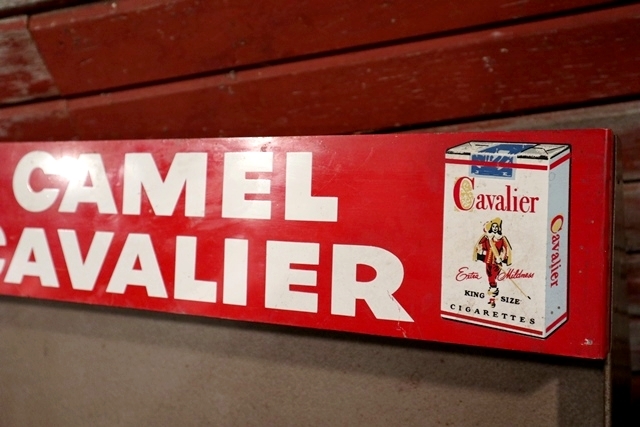 CAMEL
CAVALIER
Cavalier
Extra Mildness
KING SIZE
CIGARETTES
Cavalier